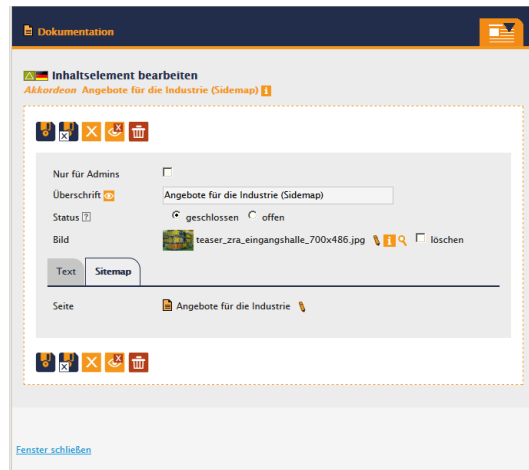 Dokumentation
Inhaltselement bearbeiten
Akkordeon Angebote für die Industrie (Sidemap)
Nur für Admins
Überschrift Angebote für die Industrie (Sidemap)
Status geschlossen offen
Bild teaser_zra_eingangshalle_700x486.jpg löschen
Text Sitemap
Seite Angebote für die Industrie
Fenster schließen